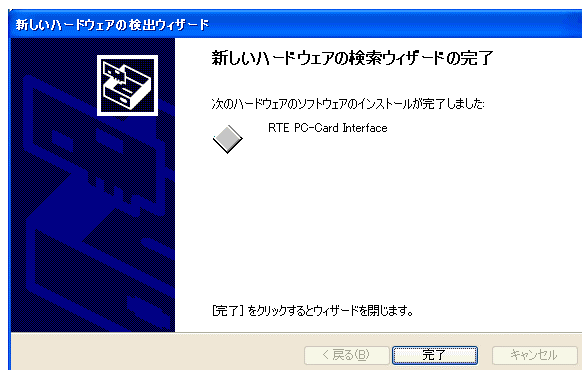 新しいハードウェアの検出ウィザード
新しいハードウェアの検索ウィザードの完了
次のハードウェアのソフトウェアのインストールが完了しました:
RTE PC-Card Interface
[完了] をクリックするとウィザードを閉じます。
< 戻る(B)
完了
キャンセル